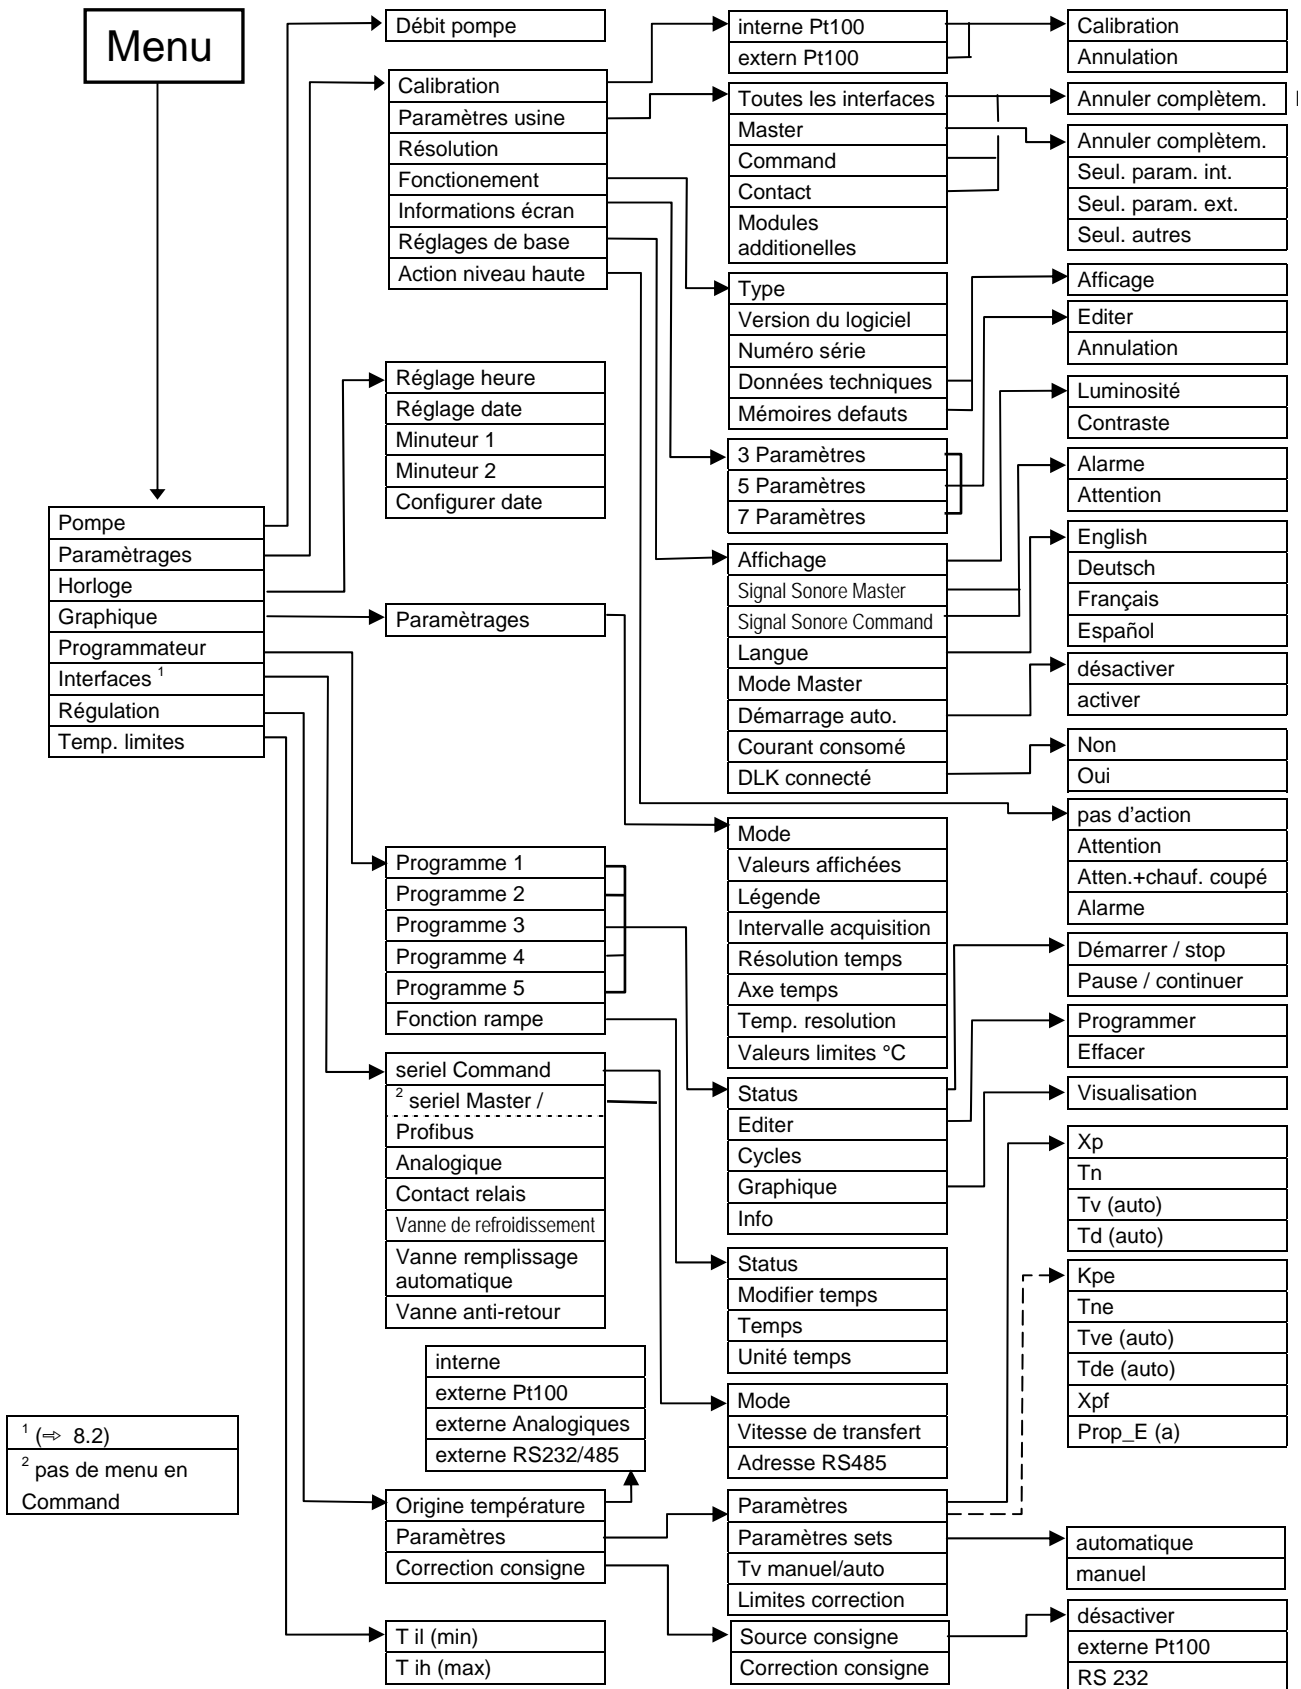 Menu
Pompe
Paramètrages
Horloge
Graphique
Programmateur
Interfaces 1
Régulation
Temp. limites
1 (⇨ 8.2)
2 pas de menu en
Command
Débit pompe
Calibration
Paramètres usine
Résolution
Fonctionement
Informations écran
Réglages de base
Action niveau haute
Réglage heure
Réglage date
Minuteur 1
Minuteur 2
Configurer date
Paramètrages
Programme 1
Programme 2
Programme 3
Programme 4
Programme 5
Fonction rampe
seriel Command
2 seriel Master /
Profibus
Analogique
Contact relais
Vanne de refroidissement
Vanne remplissage
automatique
Vanne anti-retour
interne
externe Pt100
externe Analogiques
externe RS232/485
Origine température
Paramètres
Correction consigne
T il (min)
T ih (max)
interne Pt100
extern Pt100
Toutes les interfaces
Master
Command
Contact
Modules
additionelles
Type
Version du logiciel
Numéro série
Données techniques
Mémoires defauts
3 Paramètres
5 Paramètres
7 Paramètres
Affichage
Signal Sonore Master
Signal Sonore Command
Langue
Mode Master
Démarrage auto.
Courant consomé
DLK connecté
Mode
Valeurs affichées
Légende
Intervalle acquisition
Résolution temps
Axe temps
Temp. resolution
Valeurs limites °C
Status
Editer
Cycles
Graphique
Info
Status
Modifier temps
Temps
Unité temps
Mode
Vitesse de transfert
Adresse RS485
Paramètres
Paramètres sets
Tv manuel/auto
Limites correction
Source consigne
Correction consigne
Calibration
Annulation
Annuler complètem.
Annuler complètem.
Seul. param. int.
Seul. param. ext.
Seul. autres
Afficage
Editer
Annulation
Luminosité
Contraste
Alarme
Attention
English
Deutsch
Français
Español
désactiver
activer
Non
Oui
pas d'action
Attention
Atten.+chauf. coupé
Alarme
Démarrer / stop
Pause / continuer
Programmer
Effacer
Visualisation
Xp
Tn
Tv (auto)
Td (auto)
Kpe
Tne
Tve (auto)
Tde (auto)
Xpf
Prop_E (a)
automatique
manuel
désactiver
externe Pt100
RS 232